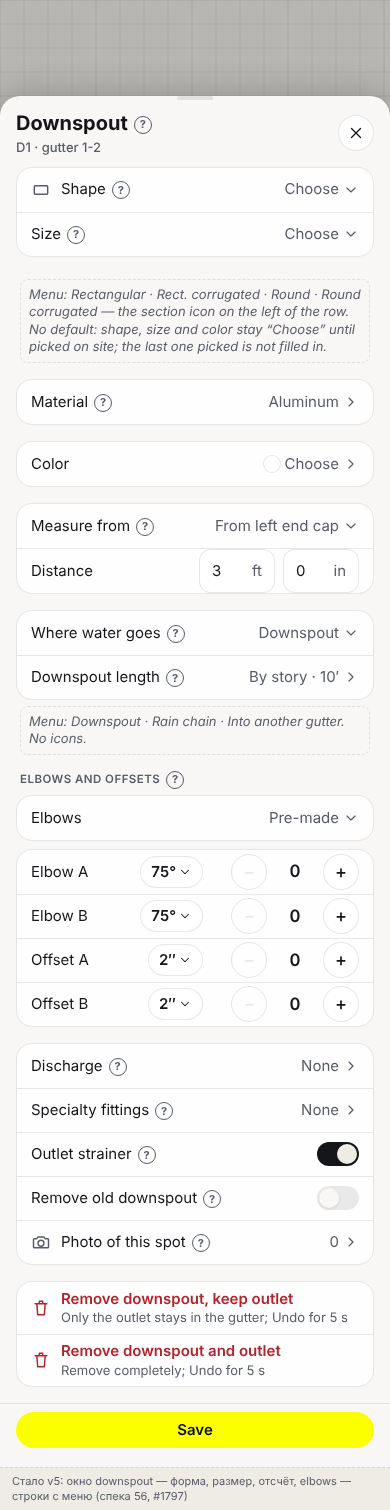 Downspout ?
D1 · gutter 1-2
Shape ? Choose
Size ? Choose
Menu: Rectangular · Rect. corrugated · Round · Round
corrugated — the section icon on the left of the row.
No default: shape, size and color stay “Choose” until
picked on site; the last one picked is not filled in.
Material ? Aluminum
Color Choose
Measure from ? From left end cap
Distance 3 ft 0 in
Where water goes ? Downspout
Downspout length ? By story · 10′
Menu: Downspout · Rain chain · Into another gutter.
No icons.
ELBOWS AND OFFSETS ?
Elbows Pre-made
Elbow A 75° − 0 +
Elbow B 75° − 0 +
Offset A 2″ − 0 +
Offset B 2″ − 0 +
Discharge ? None
Specialty fittings ? None
Outlet strainer ?
Remove old downspout ?
Photo of this spot ? 0
Remove downspout, keep outlet
Only the outlet stays in the gutter; Undo for 5 s
Remove downspout and outlet
Remove completely; Undo for 5 s
Save
Стало v5: окно downspout — форма, размер, отсчёт, elbows —
строки с меню (спека 56, #1797)